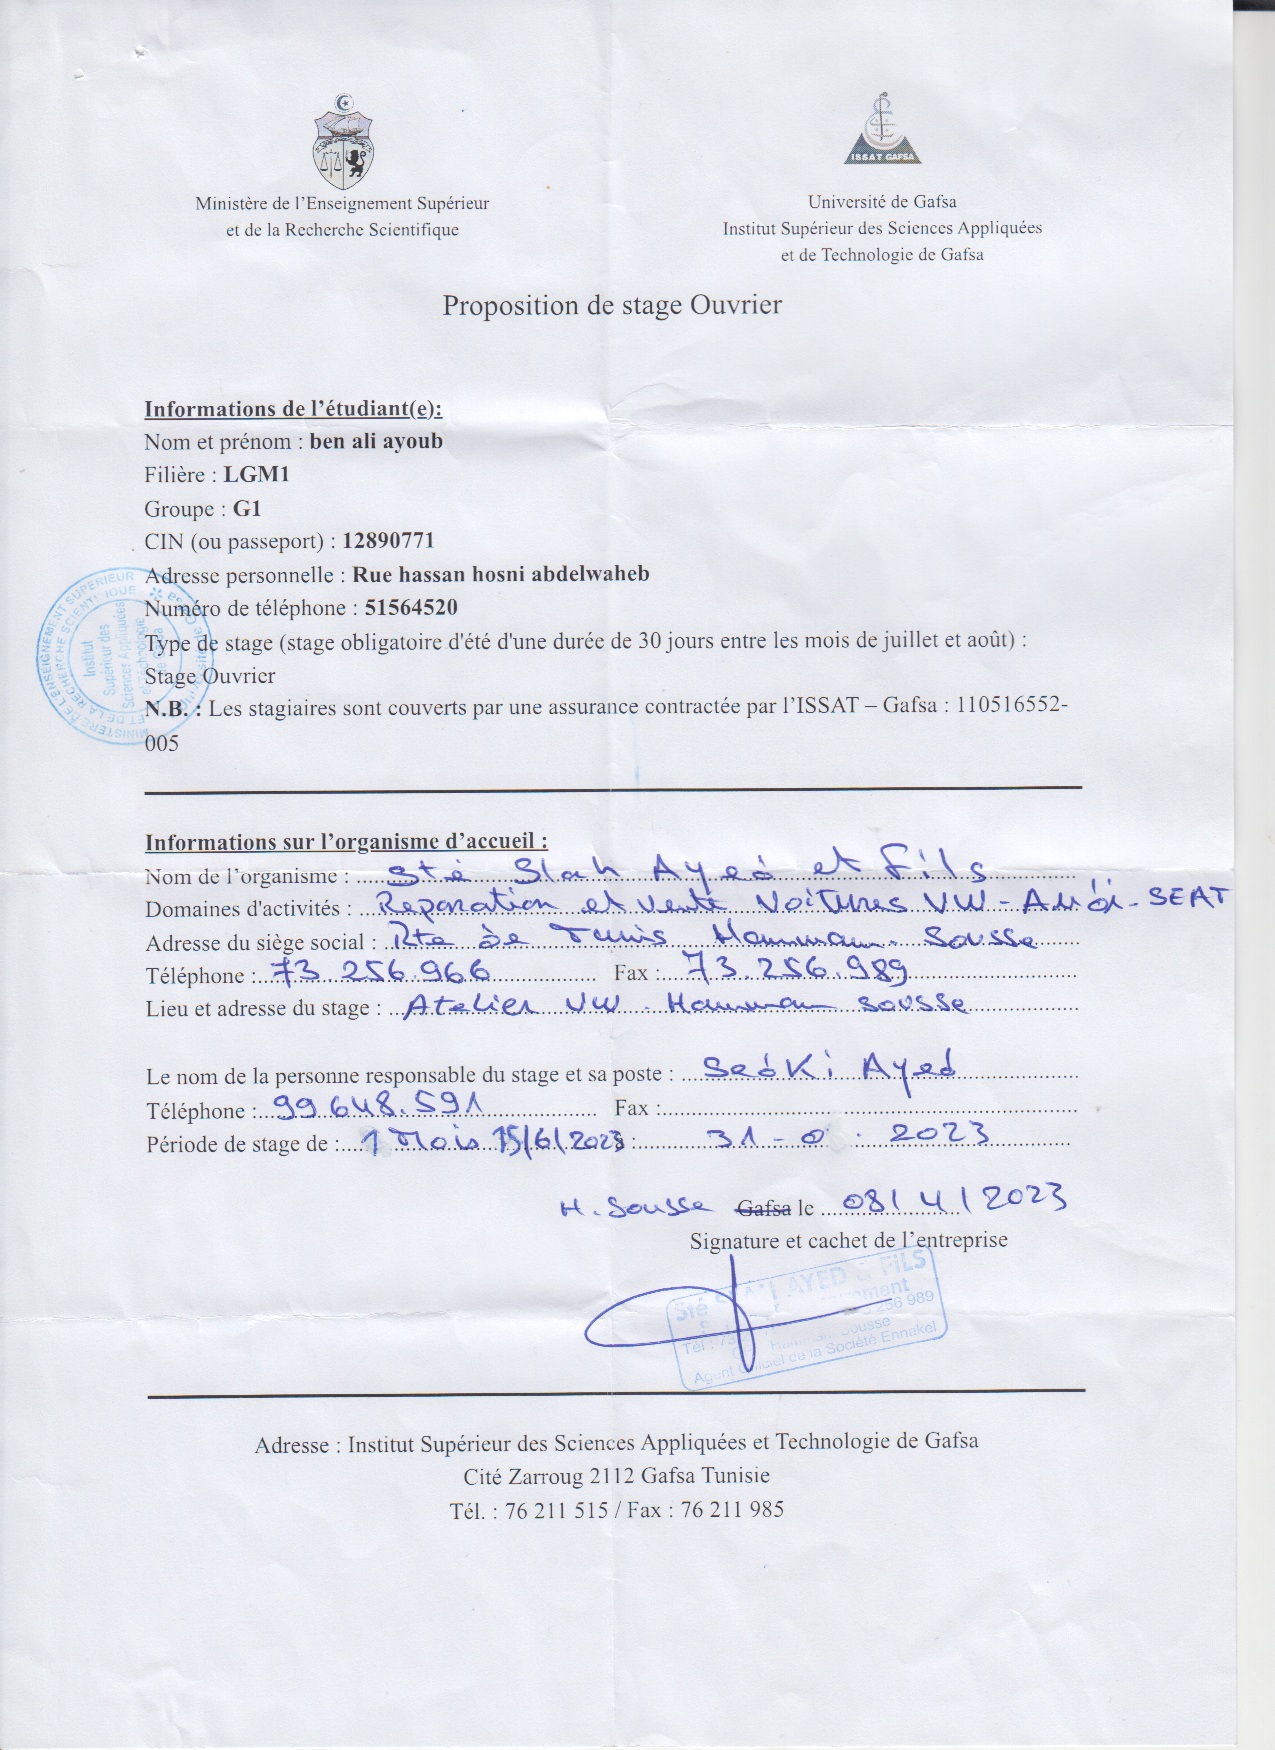 ISSAT GAFSA
Ministère de l'Enseignement Supérieur
et de la Recherche Scientifique
Université de Gafsa
Institut Supérieur des Sciences Appliquées
et de Technologie de Gafsa
Proposition de stage Ouvrier
Informations de l'étudiant(e):
Nom et prénom : ben ali ayoub
Filière : LGM1
Groupe : G1
CIN (ou passeport) : 12890771
Adresse personnelle : Rue hassan hosni abdelwaheb
Numéro de téléphone : 51564520
Type de stage (stage obligatoire d'été d'une durée de 30 jours entre les mois de juillet et août) :
Stage Ouvrier
N.B. : Les stagiaires sont couverts par une assurance contractée par l'ISSAT – Gafsa : 110516552-
005
MINISTÈRE DE L'ENSEIGNEMENT SUPERIEUR
ET DE LA RECHERCHE SCIENTIFIQUE
Institut
Supérieur des
Sciences Appliquées
et Technologie
Informations sur l'organisme d'accueil :
Nom de l'organisme : Sté Slah Ayed et Fils
Domaines d'activités : Reparation et vente Voitures VW - Audi - SEAT
Adresse du siège social : Rte de Tunis Hammam. Sousse
Téléphone : 73.256.966 Fax : 73.256.989
Lieu et adresse du stage : Atelier VW. Hammam sousse
Le nom de la personne responsable du stage et sa poste : Sedki Ayed
Téléphone : 99.648.591 Fax :
Période de stage de : 1 Mois 15/6/2023 à : 31 - 0 . 2023
H. Sousse Gafsa le 08/4/2023
Signature et cachet de l'entreprise
Sté AYED & FILS
256 989
Sousse
Agent Officiel de la Société Ennakel
Adresse : Institut Supérieur des Sciences Appliquées et Technologie de Gafsa
Cité Zarroug 2112 Gafsa Tunisie
Tél. : 76 211 515 / Fax : 76 211 985